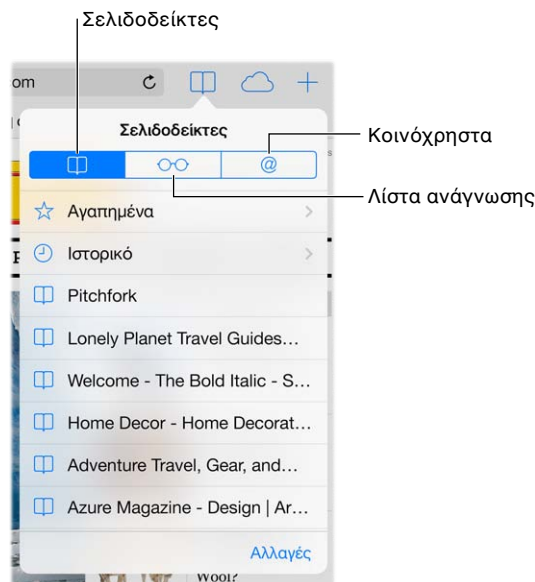 Σελιδοδείκτες
om
Σελιδοδείκτες
@
Κοινόχρηστα
Λίστα ανάγνωσης
Αγαπημένα
Ιστορικό
Pitchfork
Lonely Planet Travel Guides…
Welcome - The Bold Italic - S…
Home Decor - Home Decorat…
Adventure Travel, Gear, and…
Azure Magazine - Design | Ar…
Αλλαγές
Wool?